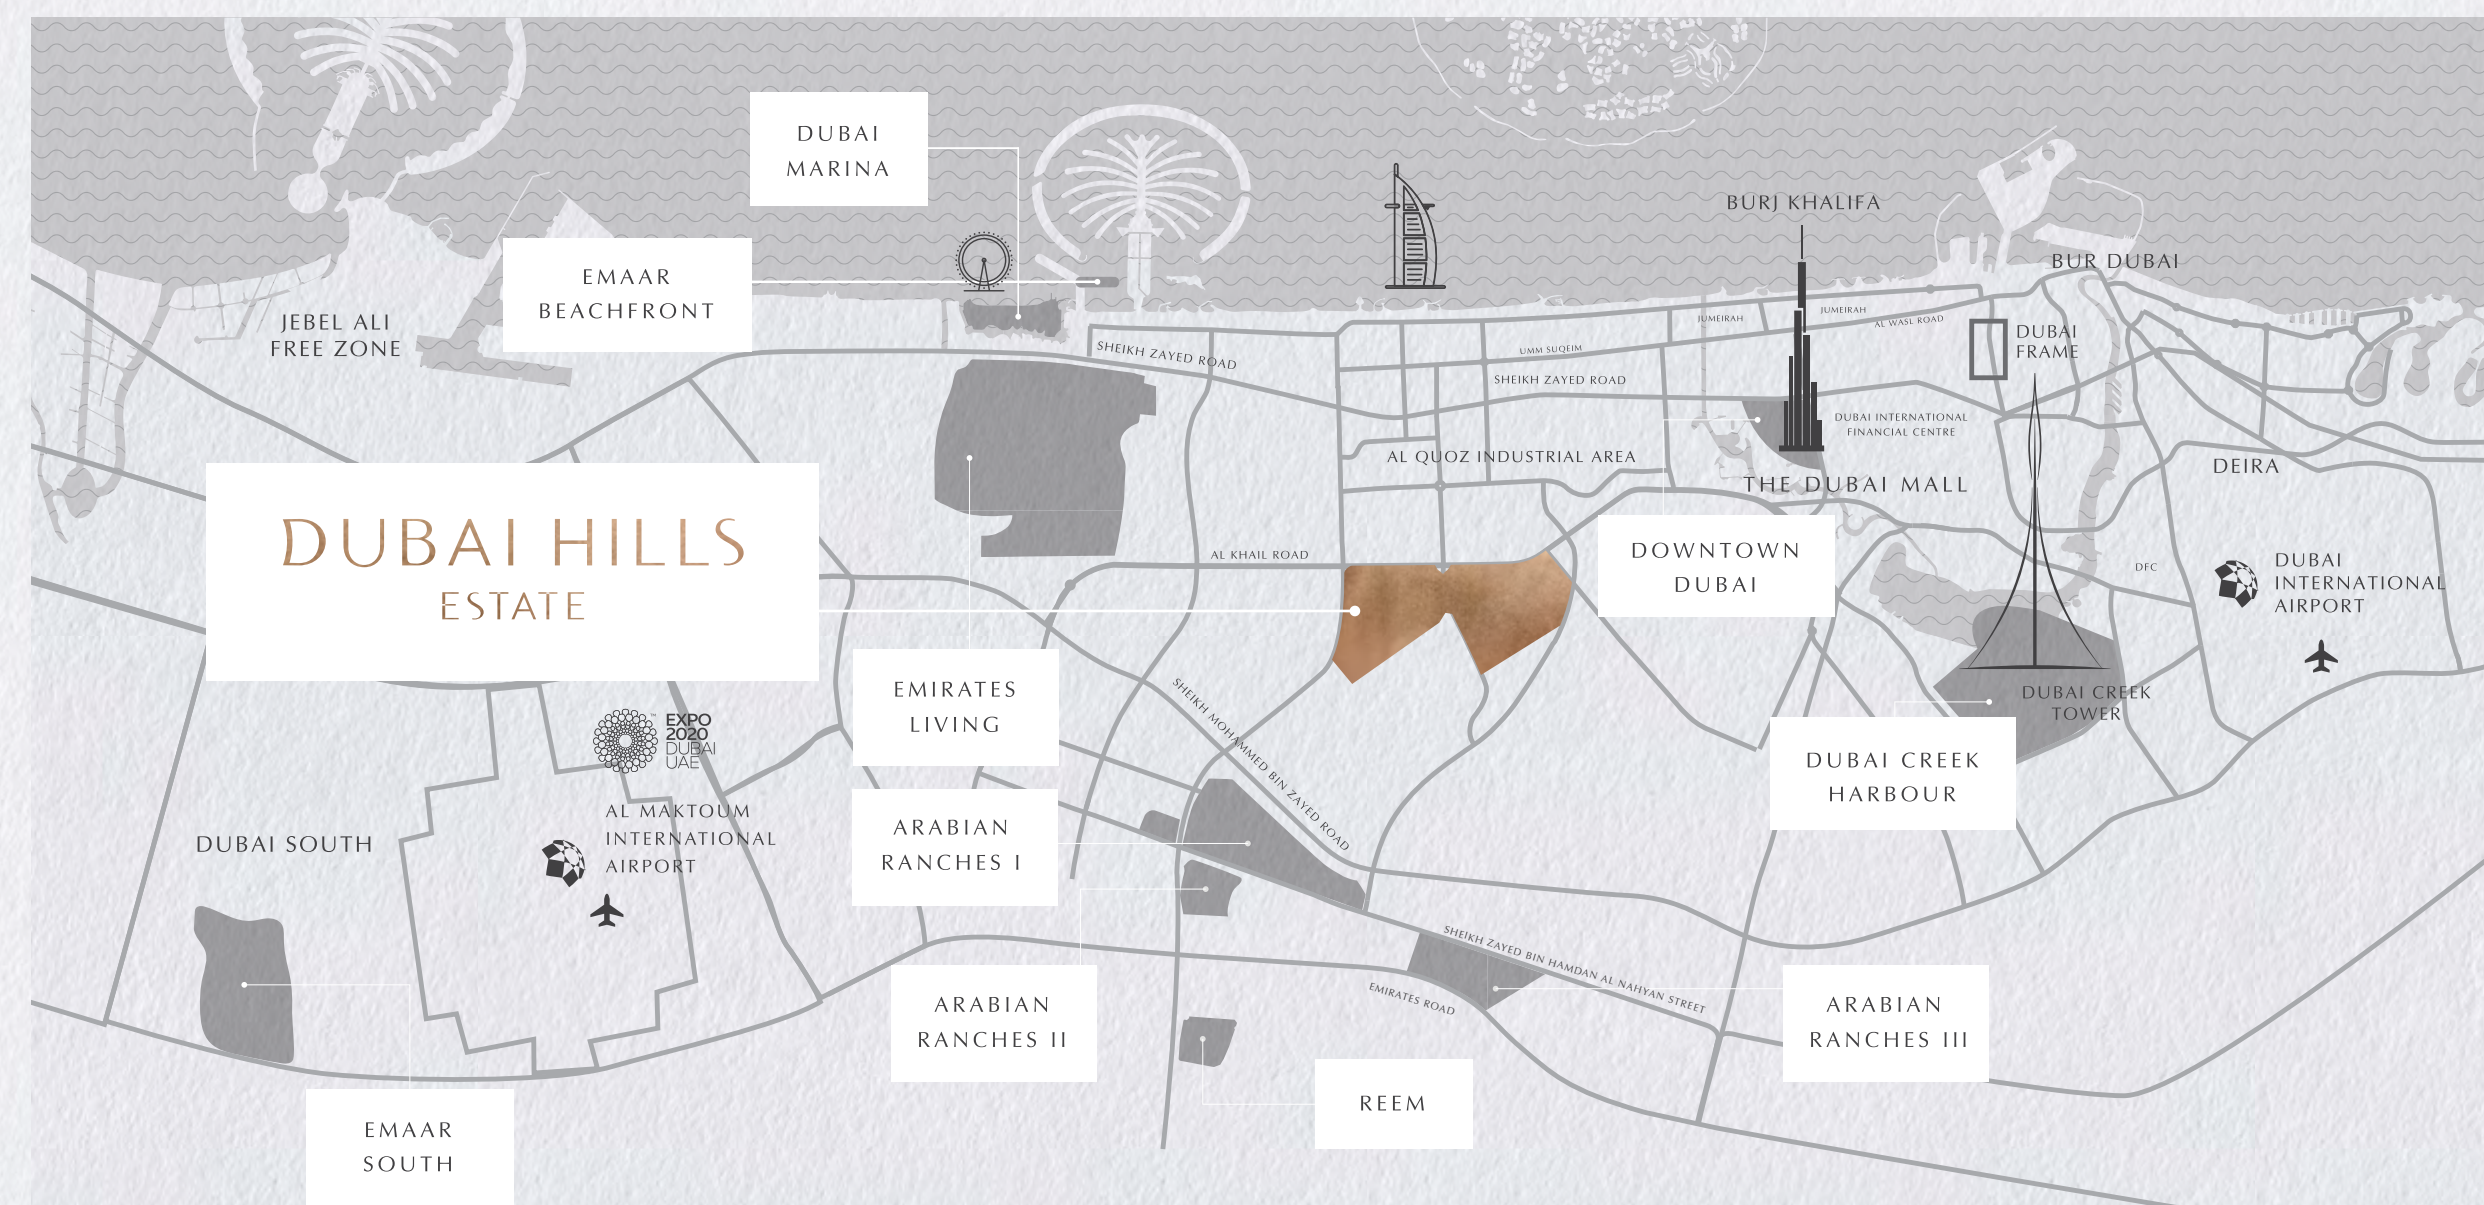 DUBAI
MARINA
BURJ KHALIFA
EMAAR
BEACHFRONT
BUR DUBAI
JEBEL ALI
FREE ZONE
JUMEIRAH
JUMEIRAH
AL WASL ROAD
DUBAI
FRAME
SHEIKH ZAYED ROAD
UMM SUQEIM
SHEIKH ZAYED ROAD
DUBAI INTERNATIONAL
FINANCIAL CENTRE
AL QUOZ INDUSTRIAL AREA
DEIRA
THE DUBAI MALL
DUBAI HILLS
ESTATE
AL KHAIL ROAD
DOWNTOWN
DUBAI
DFC
DUBAI
INTERNATIONAL
AIRPORT
EMIRATES
LIVING
SHEIKH MOHAMMED BIN ZAYED ROAD
DUBAI CREEK
TOWER
EXPO
2020
DUBAI
UAE
TM
DUBAI CREEK
HARBOUR
AL MAKTOUM
INTERNATIONAL
AIRPORT
DUBAI SOUTH
ARABIAN
RANCHES I
SHEIKH ZAYED BIN HAMDAN AL NAHYAN STREET
EMIRATES ROAD
ARABIAN
RANCHES II
ARABIAN
RANCHES III
REEM
EMAAR
SOUTH